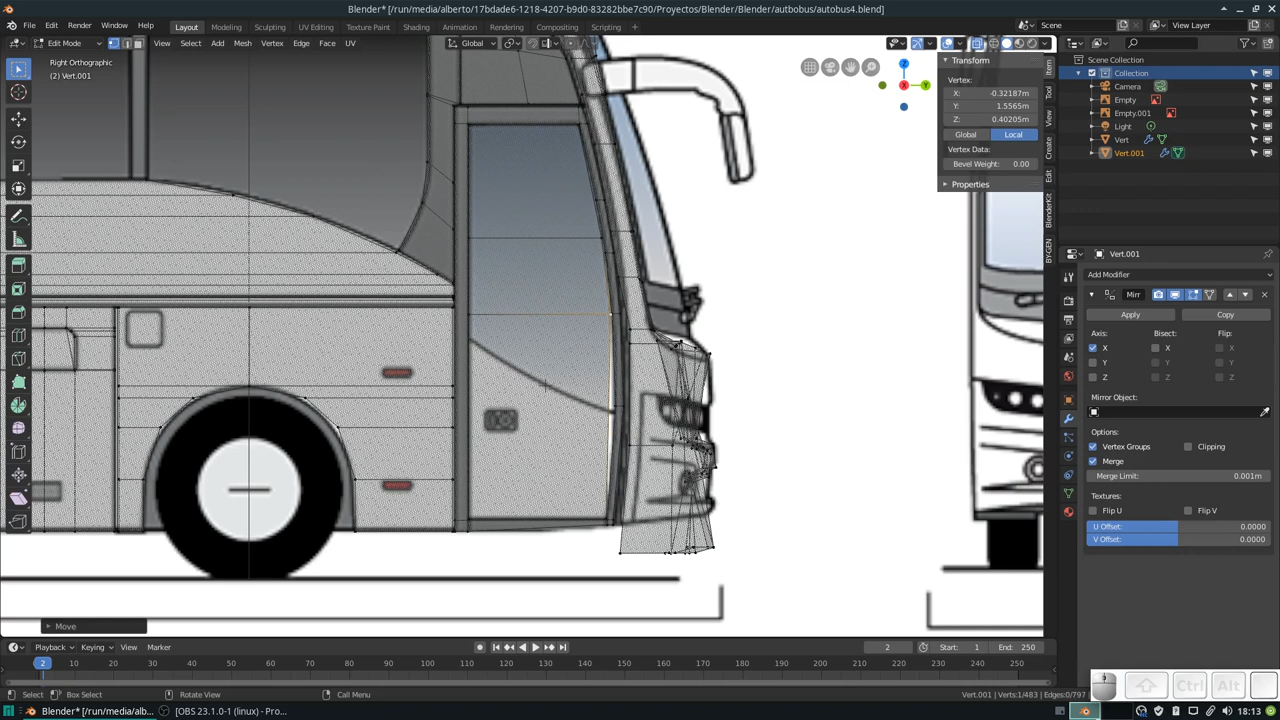 Blender* [/run/media/alberto/17bdade6-1218-4207-b9d0-83282bbe7c90/Proyectos/Blender/Blender/autbobus/autobus4.blend]
File Edit Render Window Help
Layout Modeling Sculpting UV Editing Texture Paint Shading Animation Rendering Compositing Scripting +
Scene
View Layer
Edit Mode
View Select Add Mesh Vertex Edge Face UV
Global
Right Orthographic
(2) Vert.001
Z
X
Y
Transform
Vertex:
X: -0.32187m
Y: 1.5565m
Z: 0.40205m
Global Local
Vertex Data:
Bevel Weight: 0.00
Properties
Item
Tool
View
Create
Edit
BlenderKit
BY-GEN
Scene Collection
Collection
Camera
Empty
Empty.001
Light
Vert
Vert.001
Vert.001
Add Modifier
Mirr
Apply
Copy
Axis: Bisect: Flip:
X X X
Y Y Y
Z Z Z
Mirror Object:
Options:
Vertex Groups Clipping
Merge
Merge Limit: 0.001m
Textures:
Flip U Flip V
U Offset: 0.0000
V Offset: 0.0000
Move
Playback Keying View Marker
2 Start: 1 End: 250
2 10 20 30 40 50 60 70 80 90 100 110 120 130 140 150 160 170 180 190 200 210 220 230 240 250
Select Box Select Rotate View Call Menu
Vert.001 | Verts:1/483 | Edges:0/797
Ctrl Alt
Blender* [/run/media/alb... [OBS 23.1.0-1 (linux) - Pro...
18:13